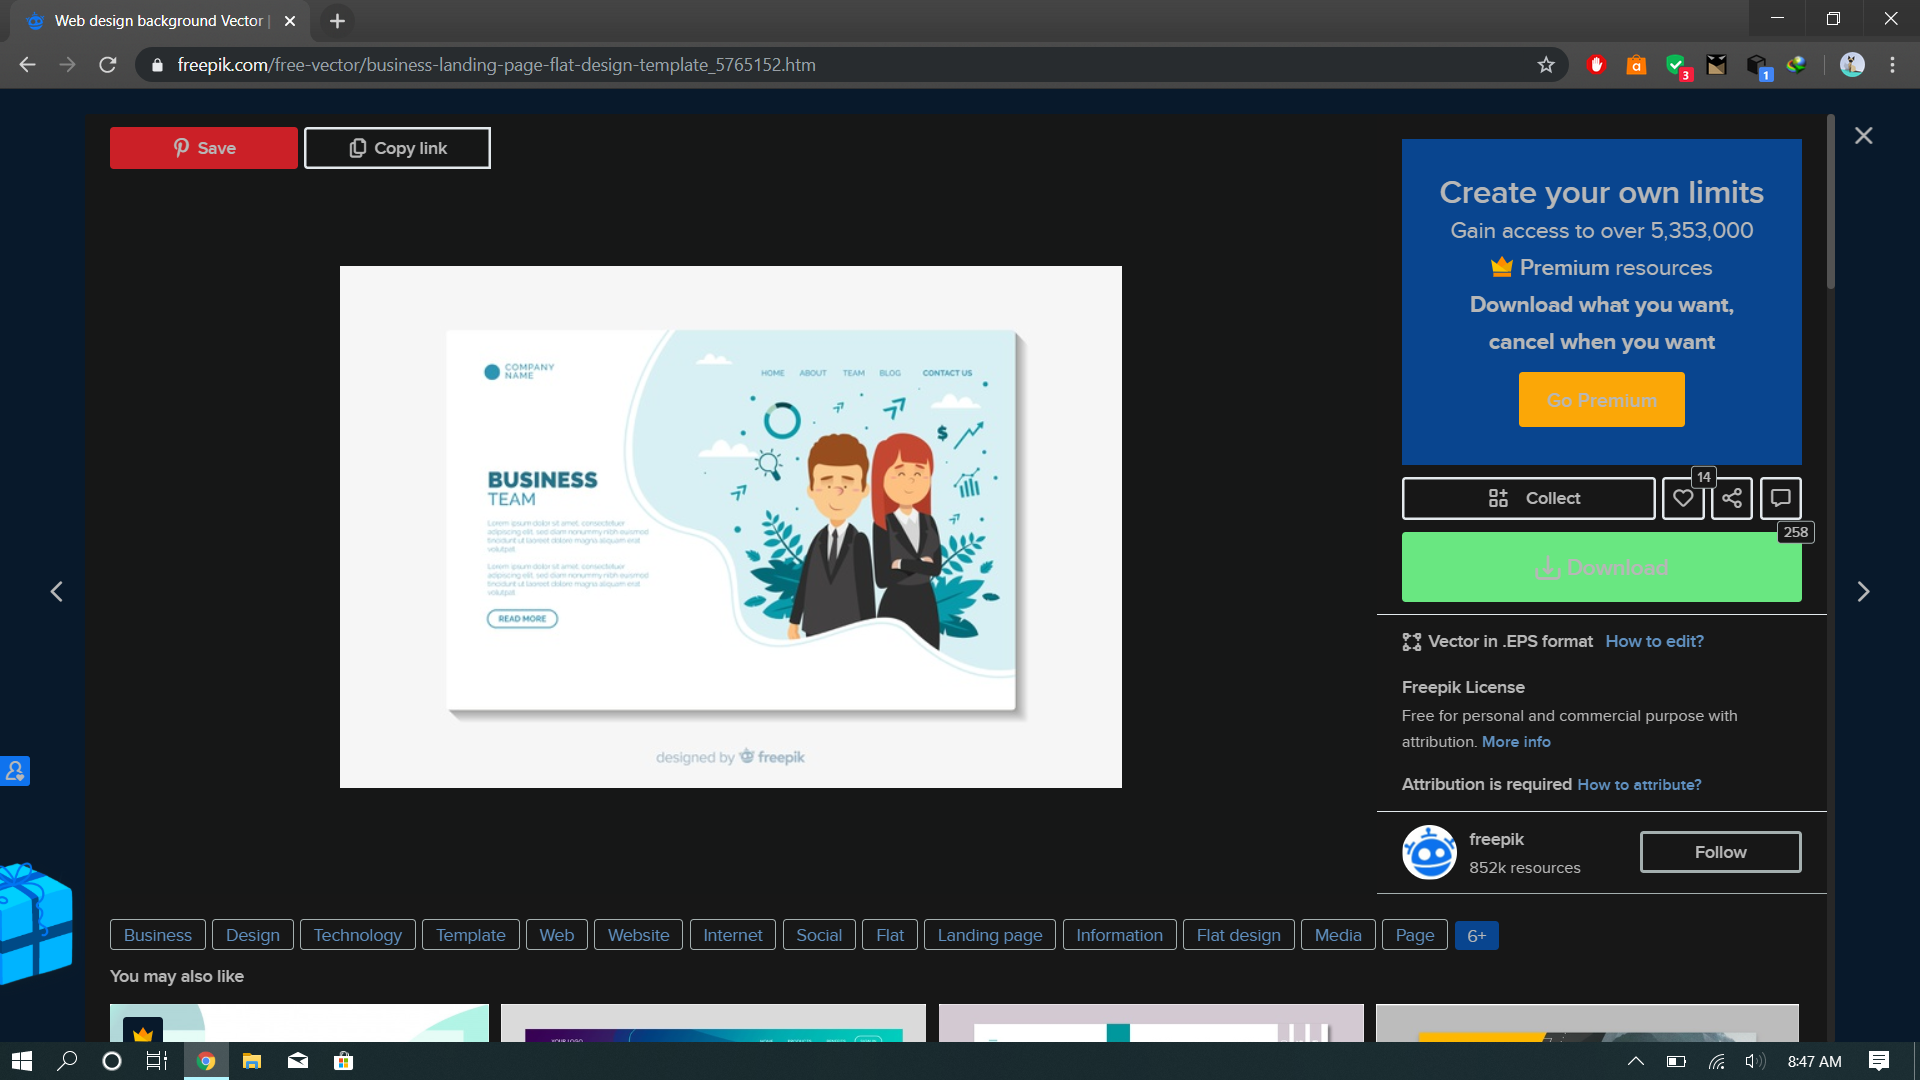 Web design background Vector |
freepik.com/free-vector/business-landing-page-flat-design-template_5765152.htm
3
1
Save
Copy link
Create your own limits
Gain access to over 5,353,000
Premium resources
Download what you want,
cancel when you want
Go Premium
COMPANY
NAME
HOME ABOUT TEAM BLOG CONTACT US
$
BUSINESS
TEAM
Lorem ipsum dolor sit amet, consectetuer
adipiscing elit, sed diam nonummy nibh euismod
tincidunt ut laoreet dolore magna aliquam erat
volutpat
Lorem ipsum dolor sit amet, consectetuer
adipiscing elit, sed diam nonummy nibh euismod
tincidunt ut laoreet dolore magna aliquam erat
volutpat
READ MORE
designed by freepik
Collect
14
258
Download
Vector in .EPS format How to edit?
Freepik License
Free for personal and commercial purpose with
attribution. More info
Attribution is required How to attribute?
freepik
852k resources
Follow
Business Design Technology Template Web Website Internet Social Flat Landing page Information Flat design Media Page 6+
You may also like
8:47 AM